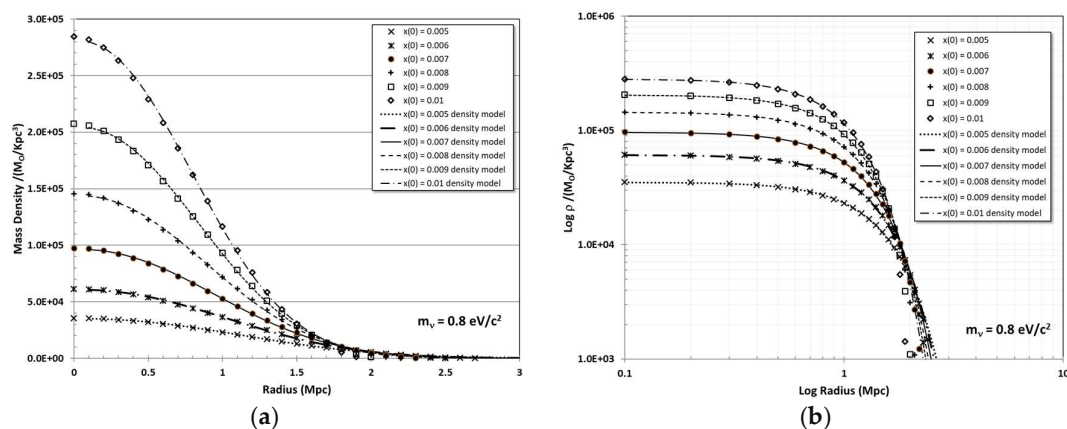 3.0E+05
2.5E+05
2.0E+05
1.5E+05
1.0E+05
5.0E+04
0.0E+00
Mass Density /(M_O/Kpc³)
0
0.5
1
1.5
2
2.5
3
Radius (Mpc)
x(0) = 0.005
x(0) = 0.006
x(0) = 0.007
x(0) = 0.008
x(0) = 0.009
x(0) = 0.01
x(0) = 0.005 density model
x(0) = 0.006 density model
x(0) = 0.007 density model
x(0) = 0.008 density model
x(0) = 0.009 density model
x(0) = 0.01 density model
mᵥ = 0.8 eV/c²
(a)
1.0E+06
1.0E+05
1.0E+04
1.0E+03
Log ρ /(M_O/Kpc³)
0.1
1
10
Log Radius (Mpc)
x(0) = 0.005
x(0) = 0.006
x(0) = 0.007
x(0) = 0.008
x(0) = 0.009
x(0) = 0.01
x(0) = 0.005 density model
x(0) = 0.006 density model
x(0) = 0.007 density model
x(0) = 0.008 density model
x(0) = 0.009 density model
x(0) = 0.01 density model
mᵥ = 0.8 eV/c²
(b)